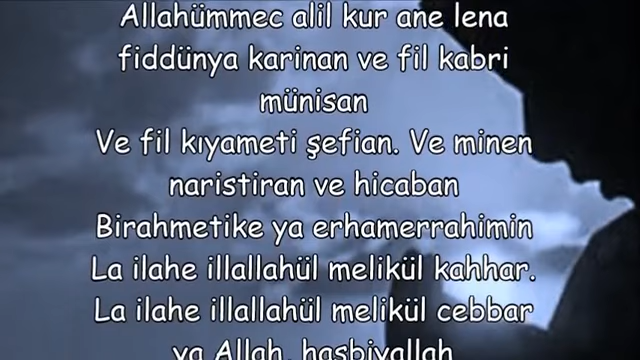 Allahümmec alil kur ane lena
fiddünya karinan ve fil kabri
münisan
Ve fil kıyameti şefian. Ve minen
naristiran ve hicaban
Birahmetike ya erhamerrahimin
La ilahe illallahül melikül kahhar.
La ilahe illallahül melikül cebbar
ya Allah, hasbiyallah